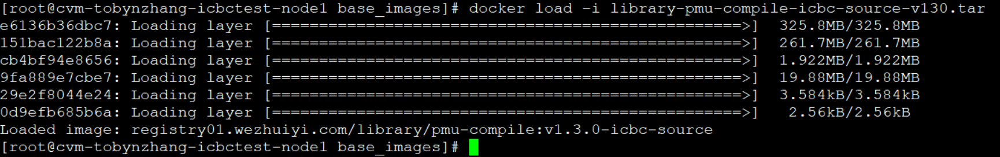 [root@cvm-tobynzhang-icbctest-node1 base_images]# docker load -i library-pmu-compile-icbc-source-v130.tar
e6136b36dbc7: Loading layer [==================================================>]  325.8MB/325.8MB
151bac122b8a: Loading layer [==================================================>]  261.7MB/261.7MB
cb4bf94e8656: Loading layer [==================================================>]  1.922MB/1.922MB
9fa889e7cbe7: Loading layer [==================================================>]  19.88MB/19.88MB
29e2f8044e24: Loading layer [==================================================>]  3.584kB/3.584kB
0d9efb685b6a: Loading layer [==================================================>]   2.56kB/2.56kB
Loaded image: registry01.wezhuiyi.com/library/pmu-compile:v1.3.0-icbc-source
[root@cvm-tobynzhang-icbctest-node1 base_images]#